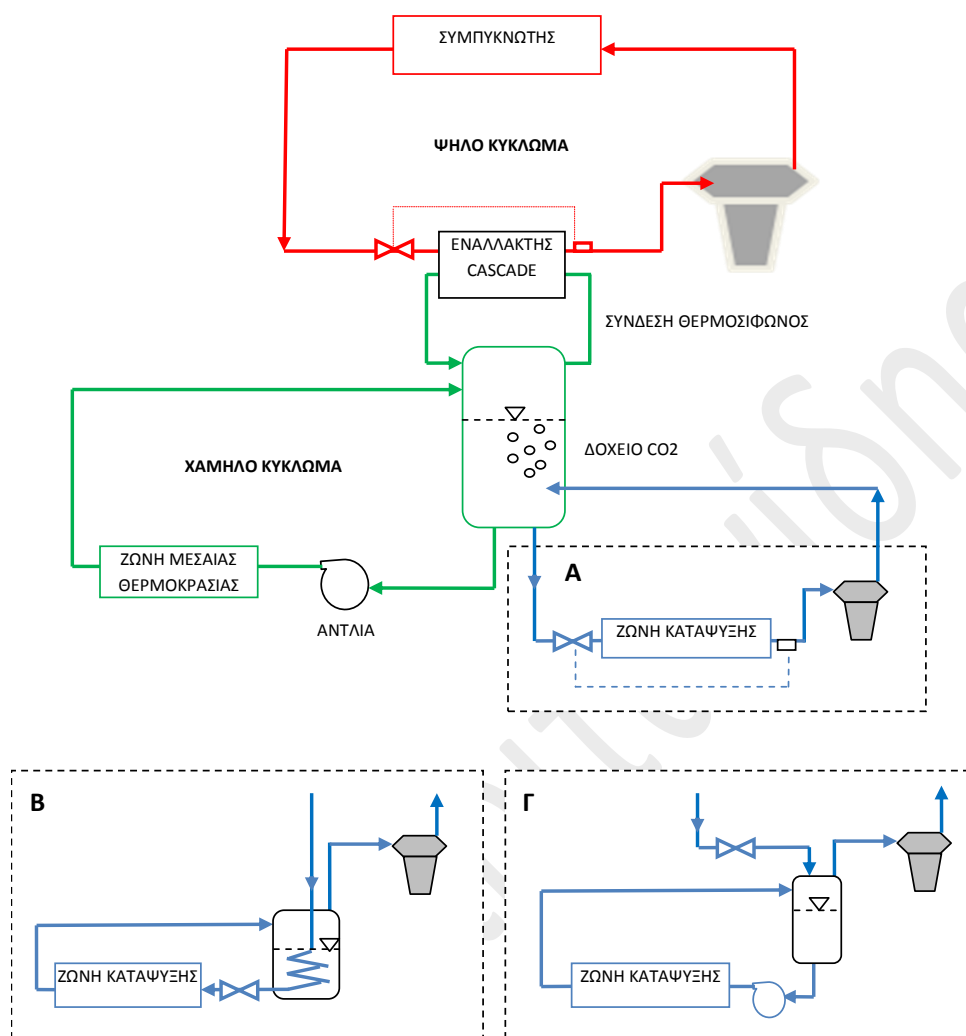 ΣΥΜΠΥΚΝΩΤΗΣ
ΨΗΛΟ ΚΥΚΛΩΜΑ
ΕΝΑΛΛΑΚΤΗΣ
CASCADE
ΣΥΝΔΕΣΗ ΘΕΡΜΟΣΙΦΩΝΟΣ
ΧΑΜΗΛΟ ΚΥΚΛΩΜΑ
ΔΟΧΕΙΟ CO2
ΖΩΝΗ ΜΕΣΑΙΑΣ
ΘΕΡΜΟΚΡΑΣΙΑΣ
ΑΝΤΛΙΑ
Α
ΖΩΝΗ ΚΑΤΑΨΥΞΗΣ
Β
ΖΩΝΗ ΚΑΤΑΨΥΞΗΣ
Γ
ΖΩΝΗ ΚΑΤΑΨΥΞΗΣ